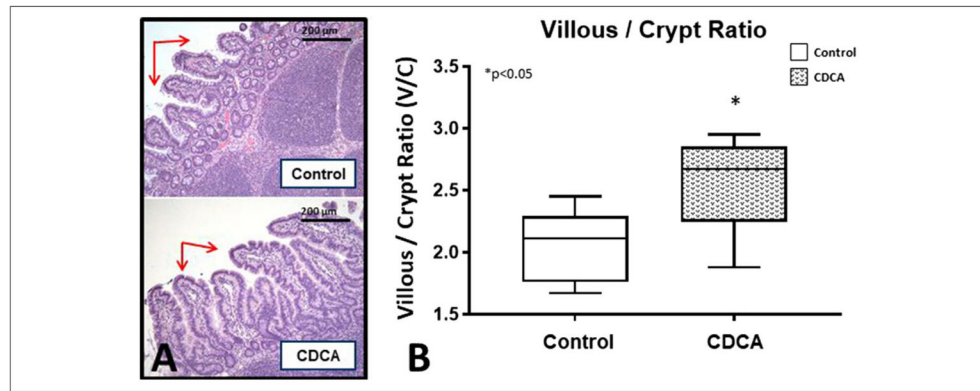 200 µm
Control
200 µm
CDCA
A
Villous / Crypt Ratio
Control
CDCA
*p<0.05
*
Villous / Crypt Ratio (V/C)
3.5
3.0
2.5
2.0
1.5
Control
CDCA
B